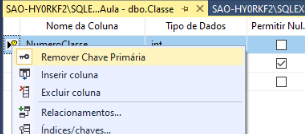 SAO-HY0RKF2\SQLE...Aula - dbo.Classe SAO-HY0RKF2\SQLEX
Nome da Coluna Tipo de Dados Permitir Nul...
NumeroClasse int
Remover Chave Primária
Inserir coluna
Excluir coluna
Relacionamentos...
Índices/chaves...